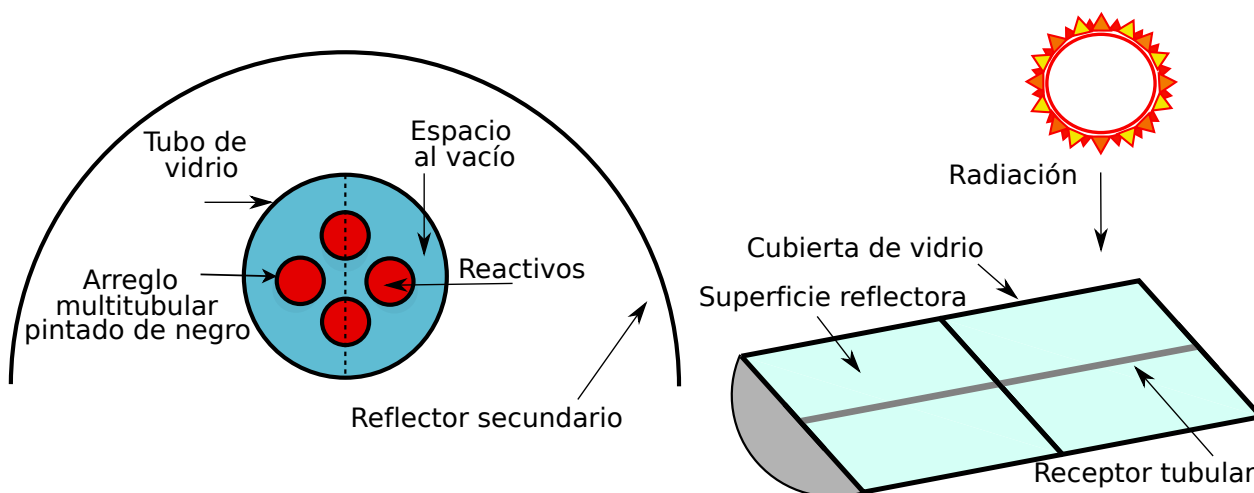 Tubo de
vidrio
Espacio
al vacío
Arreglo
multitubular
pintado de negro
Reactivos
Reflector secundario
Radiación
Cubierta de vidrio
Superficie reflectora
Receptor tubular